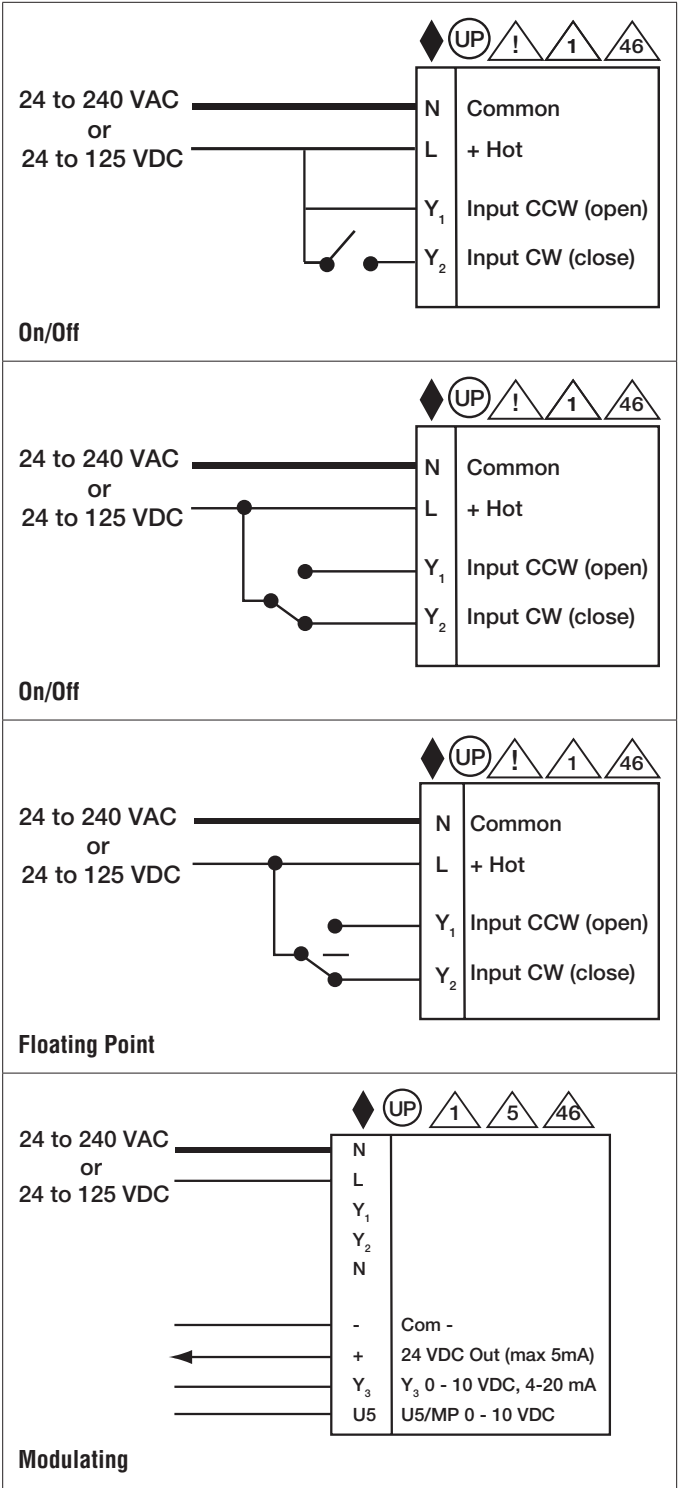 UP ! 1 46
24 to 240 VAC
or
24 to 125 VDC
N Common
L + Hot
Y1 Input CCW (open)
Y2 Input CW (close)
On/Off
UP ! 1 46
24 to 240 VAC
or
24 to 125 VDC
N Common
L + Hot
Y1 Input CCW (open)
Y2 Input CW (close)
On/Off
UP ! 1 46
24 to 240 VAC
or
24 to 125 VDC
N Common
L + Hot
Y1 Input CCW (open)
Y2 Input CW (close)
Floating Point
UP 1 5 46
24 to 240 VAC
or
24 to 125 VDC
N
L
Y1
Y2
N
- Com -
+ 24 VDC Out (max 5mA)
Y3 Y3 0 - 10 VDC, 4-20 mA
U5 U5/MP 0 - 10 VDC
Modulating